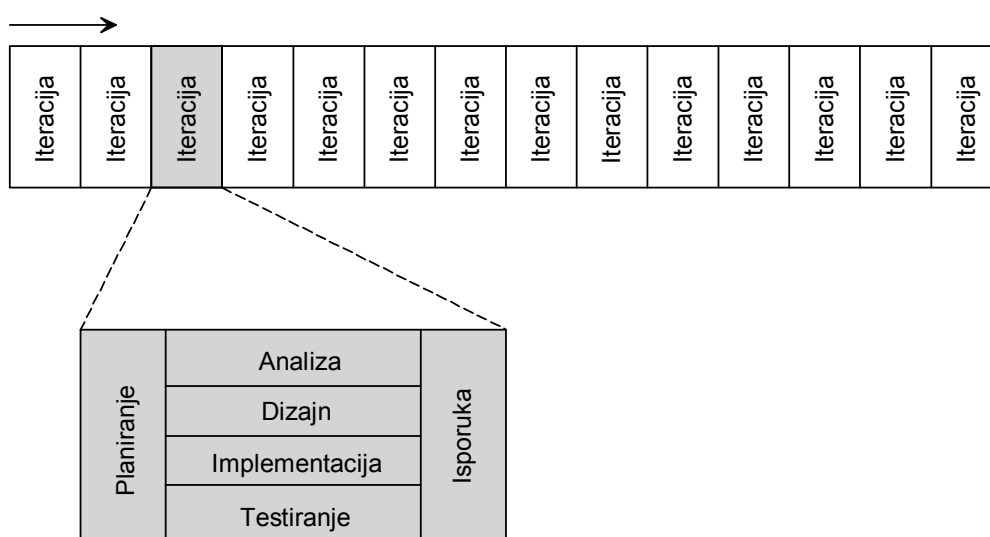 Iteracija
Iteracija
Iteracija
Iteracija
Iteracija
Iteracija
Iteracija
Iteracija
Iteracija
Iteracija
Iteracija
Iteracija
Iteracija
Iteracija
Planiranje
Analiza
Dizajn
Implementacija
Testiranje
Isporuka